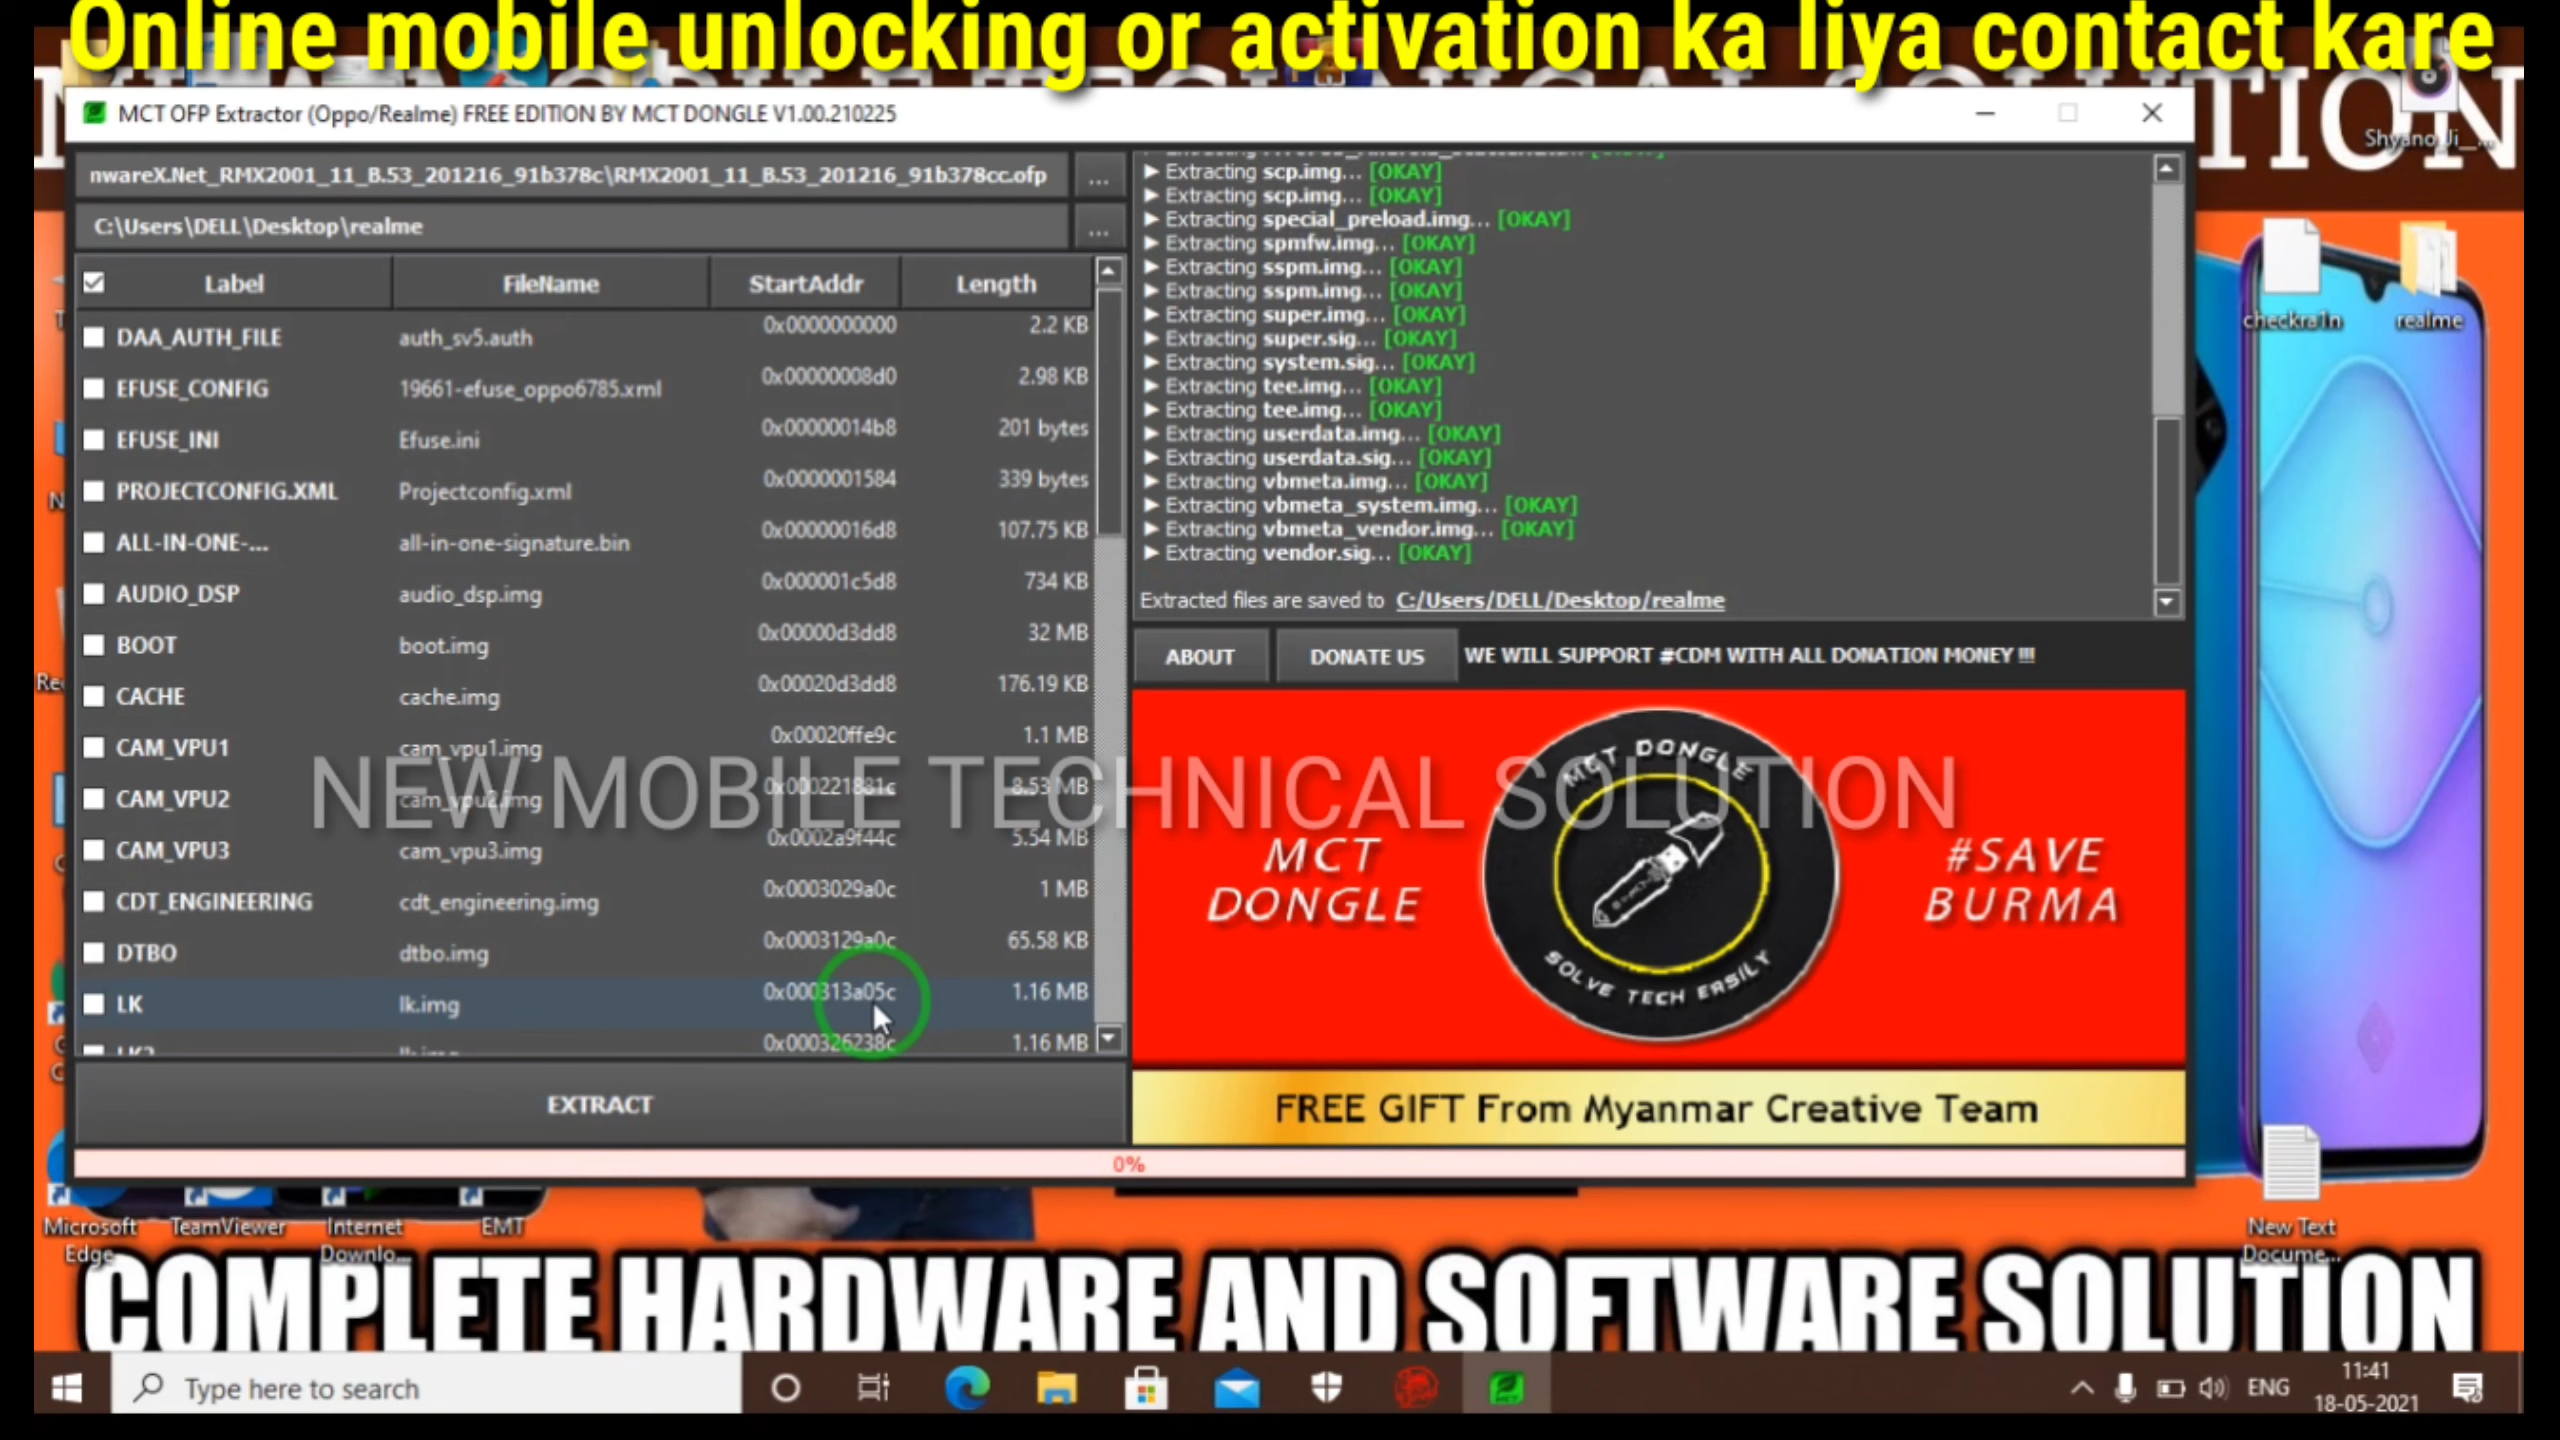 Online mobile unlocking or activation ka liya contact kare
MCT OFP Extractor (Oppo/Realme) FREE EDITION BY MCT DONGLE V1.00.210225
nwareX.Net_RMX2001_11_B.53_201216_91b378c\RMX2001_11_B.53_201216_91b378cc.ofp ...
C:\Users\DELL\Desktop\realme ...
Label FileName StartAddr Length
DAA_AUTH_FILE auth_sv5.auth 0x0000000000 2.2 KB
EFUSE_CONFIG 19661-efuse_oppo6785.xml 0x00000008d0 2.98 KB
EFUSE_INI Efuse.ini 0x00000014b8 201 bytes
PROJECTCONFIG.XML Projectconfig.xml 0x0000001584 339 bytes
ALL-IN-ONE-... all-in-one-signature.bin 0x00000016d8 107.75 KB
AUDIO_DSP audio_dsp.img 0x000001c5d8 734 KB
BOOT boot.img 0x00000d3dd8 32 MB
CACHE cache.img 0x00020d3dd8 176.19 KB
CAM_VPU1 cam_vpu1.img 0x00020ffe9c 1.1 MB
CAM_VPU2 cam_vpu2.img 0x000221881c 8.53 MB
CAM_VPU3 cam_vpu3.img 0x0002a9f44c 5.54 MB
CDT_ENGINEERING cdt_engineering.img 0x0003029a0c 1 MB
DTBO dtbo.img 0x0003129a0c 65.58 KB
LK lk.img 0x000313a05c 1.16 MB
0x000326238c 1.16 MB
EXTRACT
0%
Extracting scp.img... [OKAY]
Extracting scp.img... [OKAY]
Extracting special_preload.img... [OKAY]
Extracting spmfw.img... [OKAY]
Extracting sspm.img... [OKAY]
Extracting sspm.img... [OKAY]
Extracting super.img... [OKAY]
Extracting super.sig... [OKAY]
Extracting system.sig... [OKAY]
Extracting tee.img... [OKAY]
Extracting tee.img... [OKAY]
Extracting userdata.img... [OKAY]
Extracting userdata.sig... [OKAY]
Extracting vbmeta.img... [OKAY]
Extracting vbmeta_system.img... [OKAY]
Extracting vbmeta_vendor.img... [OKAY]
Extracting vendor.sig... [OKAY]
Extracted files are saved to C:/Users/DELL/Desktop/realme
ABOUT DONATE US WE WILL SUPPORT #CDM WITH ALL DONATION MONEY !!!
NEW MOBILE TECHNICAL SOLUTION
MCT DONGLE
MCT
DONGLE
SOLVE TECH EASILY
#SAVE
BURMA
FREE GIFT From Myanmar Creative Team
checkra1n realme
Microsoft Edge
TeamViewer
Internet Downlo...
EMT
New Text Docume...
COMPLETE HARDWARE AND SOFTWARE SOLUTION
Type here to search
ENG
11:41
18-05-2021